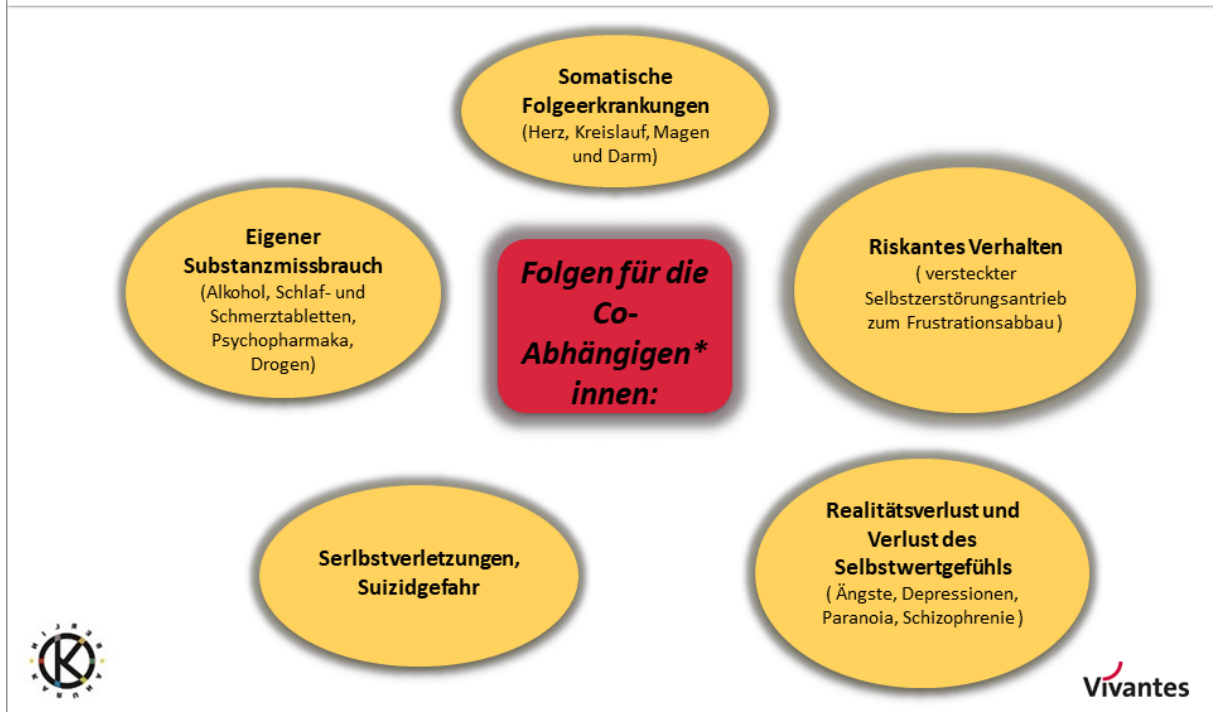 Somatische
Folgeerkrankungen
(Herz, Kreislauf, Magen
und Darm)
Eigener
Substanzmissbrauch
(Alkohol, Schlaf- und
Schmerztabletten,
Psychopharmaka,
Drogen)
Folgen für die
Co-
Abhängigen*
innen:
Riskantes Verhalten
( versteckter
Selbstzerstörungsantrieb
zum Frustrationsabbau )
Serlbstverletzungen,
Suizidgefahr
Realitätsverlust und
Verlust des
Selbstwertgefühls
( Ängste, Depressionen,
Paranoia, Schizophrenie )
K
Vivantes